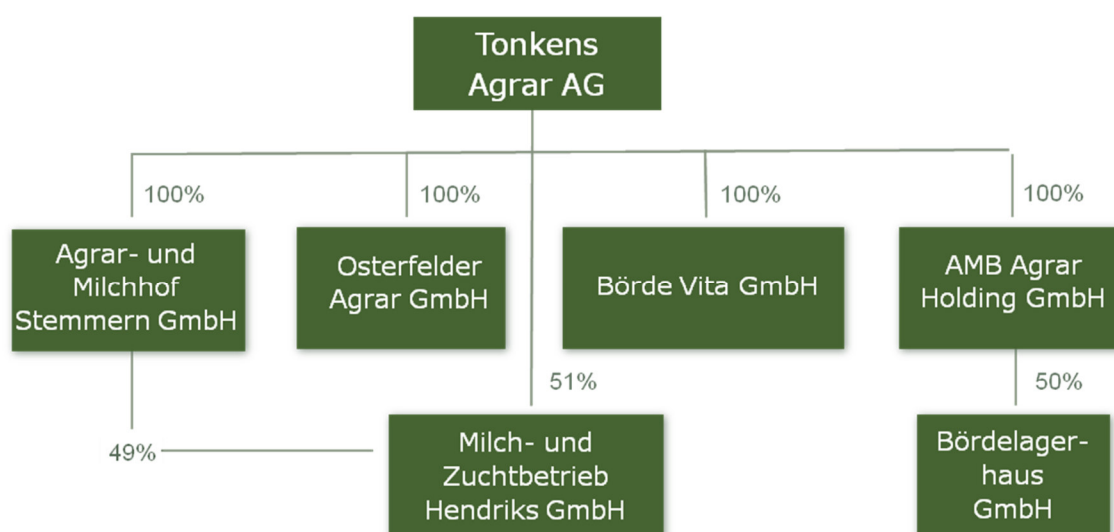 Tonkens
Agrar AG
100%
100%
100%
100%
Agrar- und
Milchhof
Stemmern GmbH
Osterfelder
Agrar GmbH
Börde Vita GmbH
AMB Agrar
Holding GmbH
51%
50%
49%
Milch- und
Zuchtbetrieb
Hendriks GmbH
Bördelager-
haus
GmbH